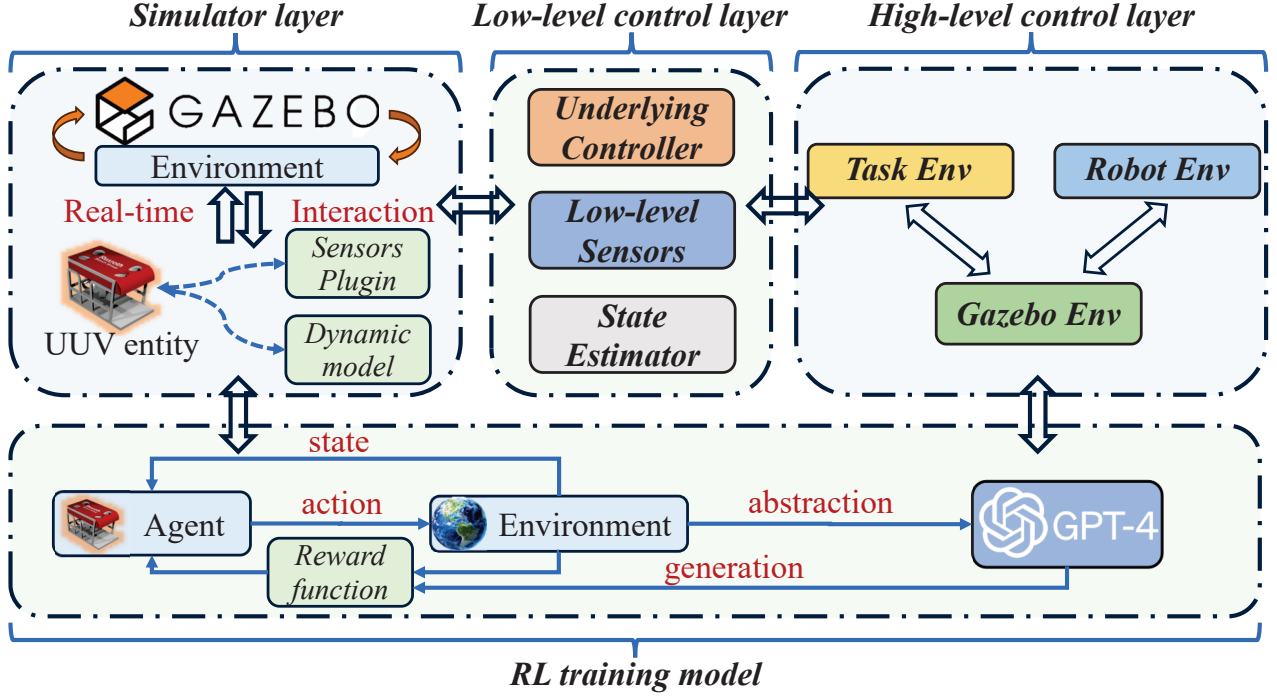 Simulator layer
Low-level control layer
High-level control layer
GAZEBO
Environment
Real-time
Interaction
Sensors
Plugin
UUV entity
Dynamic
model
Underlying
Controller
Low-level
Sensors
State
Estimator
Task Env
Robot Env
Gazebo Env
state
Agent
action
Environment
abstraction
GPT-4
Reward
function
generation
RL training model